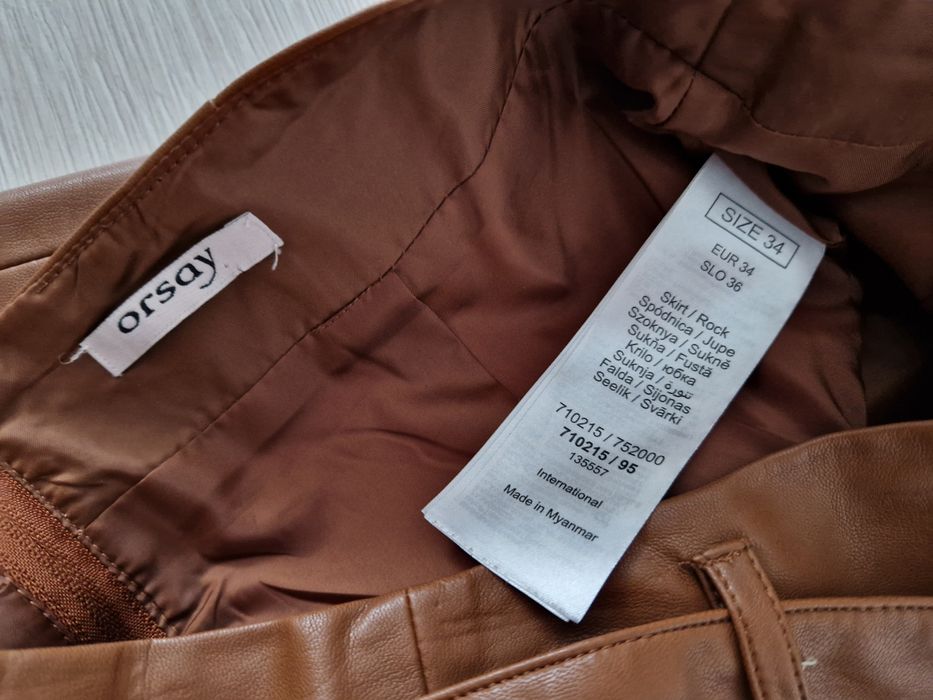 orsay
SIZE 34
EUR 34
SLO 36
Skirt / Rock
Spódnica / Jupe
Szoknya / Sukně
Sukňa / Fustă
Krilo / юбка
Suknja / تنورة
Falda / Sijonas
Seelik / Svārki
710215 / 752000
710215 / 95
135557
International
Made in Myanmar